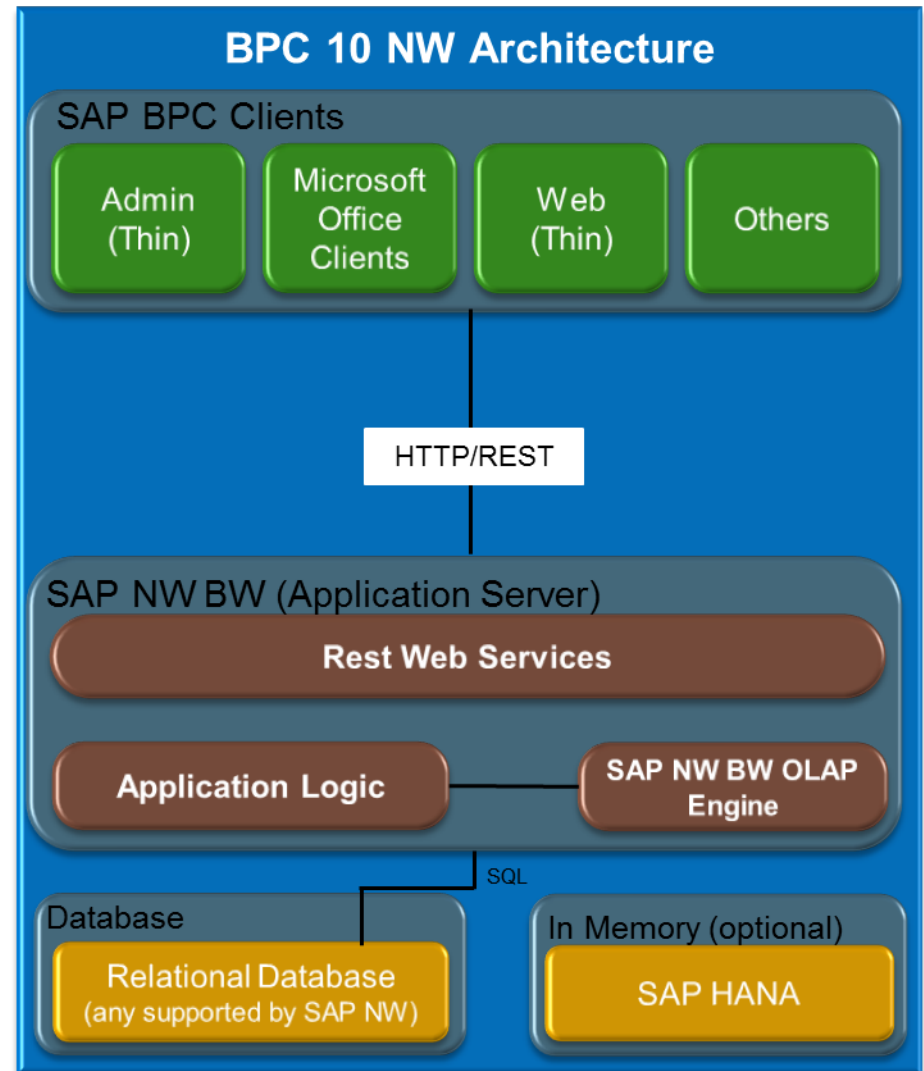 BPC 10 NW Architecture
SAP BPC Clients
Admin
(Thin)
Microsoft
Office
Clients
Web
(Thin)
Others
HTTP/REST
SAP NW BW (Application Server)
Rest Web Services
Application Logic
SAP NW BW OLAP
Engine
SQL
Database
Relational Database
(any supported by SAP NW)
In Memory (optional)
SAP HANA